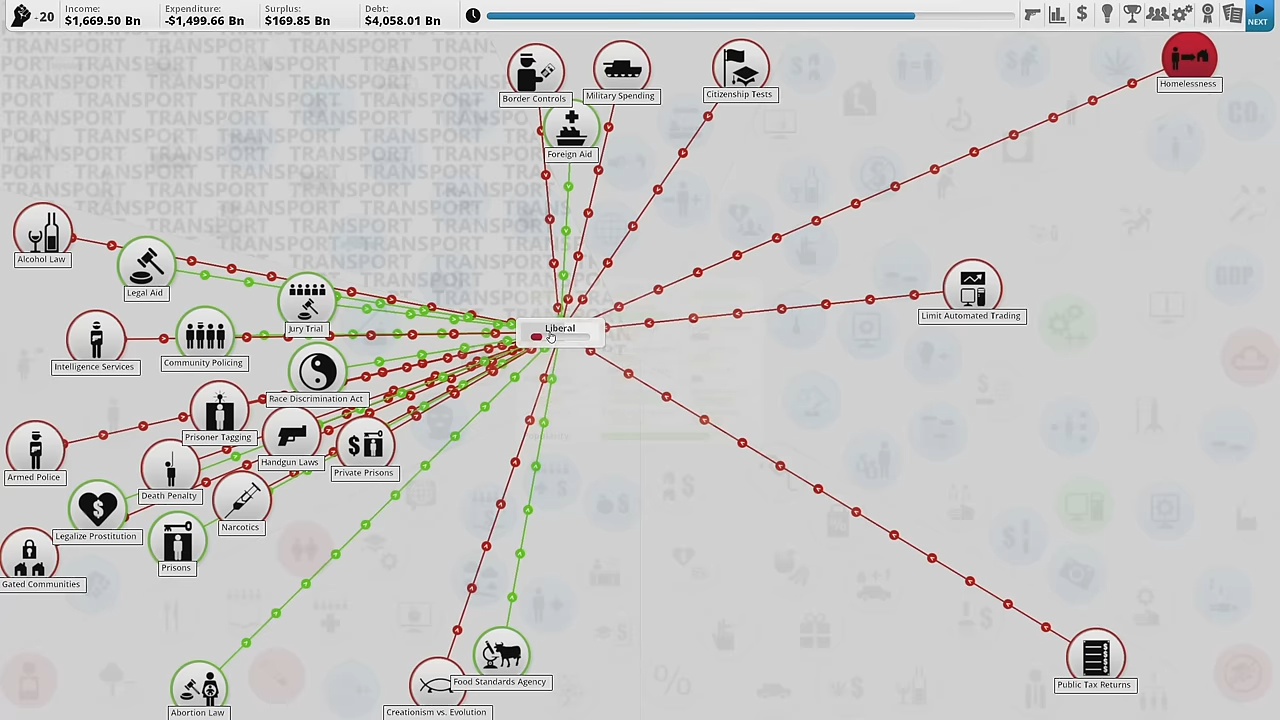 -20
Income:
$1,669.50 Bn
Expenditure:
-$1,499.66 Bn
Surplus:
$169.85 Bn
Debt:
$4,058.01 Bn
NEXT
TRANSPORT
Border Controls
Military Spending
Citizenship Tests
Homelessness
Foreign Aid
Alcohol Law
Legal Aid
Jury Trial
Limit Automated Trading
Liberal
Intelligence Services
Community Policing
Race Discrimination Act
Prisoner Tagging
Handgun Laws
Private Prisons
Armed Police
Death Penalty
Narcotics
Legalize Prostitution
Prisons
Gated Communities
Food Standards Agency
Public Tax Returns
Abortion Law
Creationism vs. Evolution